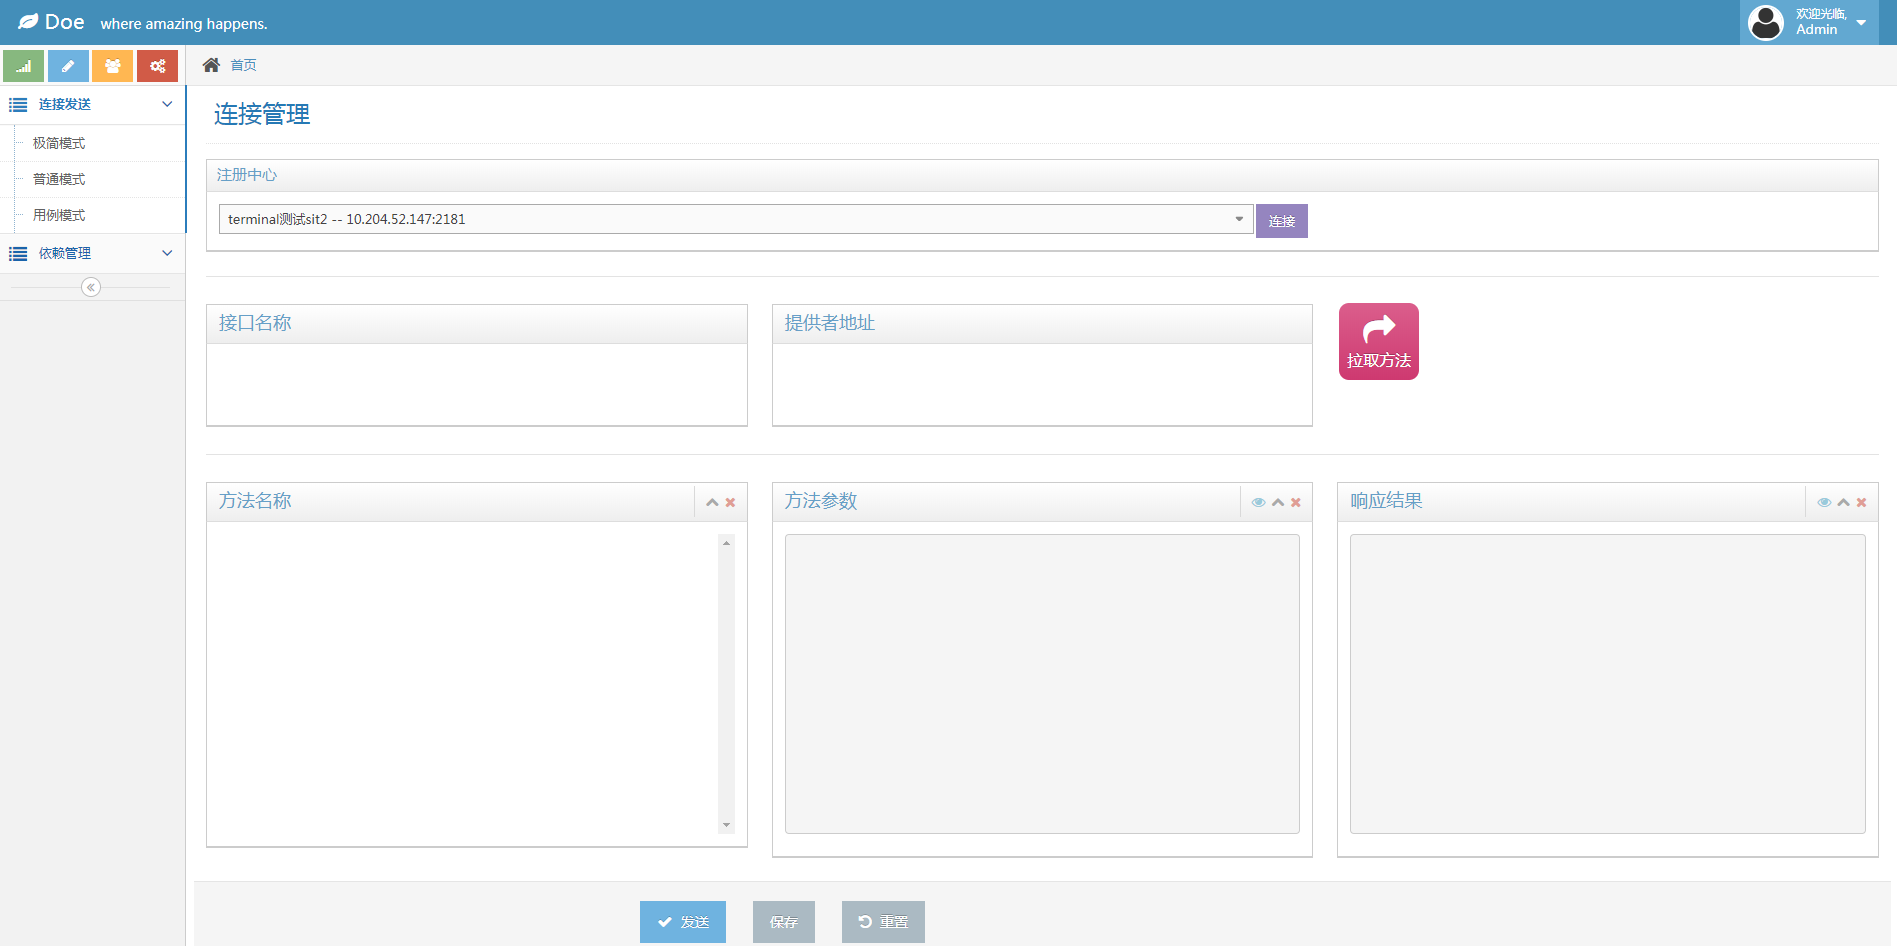 Doe where amazing happens.
欢迎光临,
Admin
首页
连接发送
极简模式
普通模式
用例模式
依赖管理
连接管理
注册中心
terminal测试sit2 -- 10.204.52.147:2181
连接
接口名称
提供者地址
拉取方法
方法名称
方法参数
响应结果
发送
保存
重置